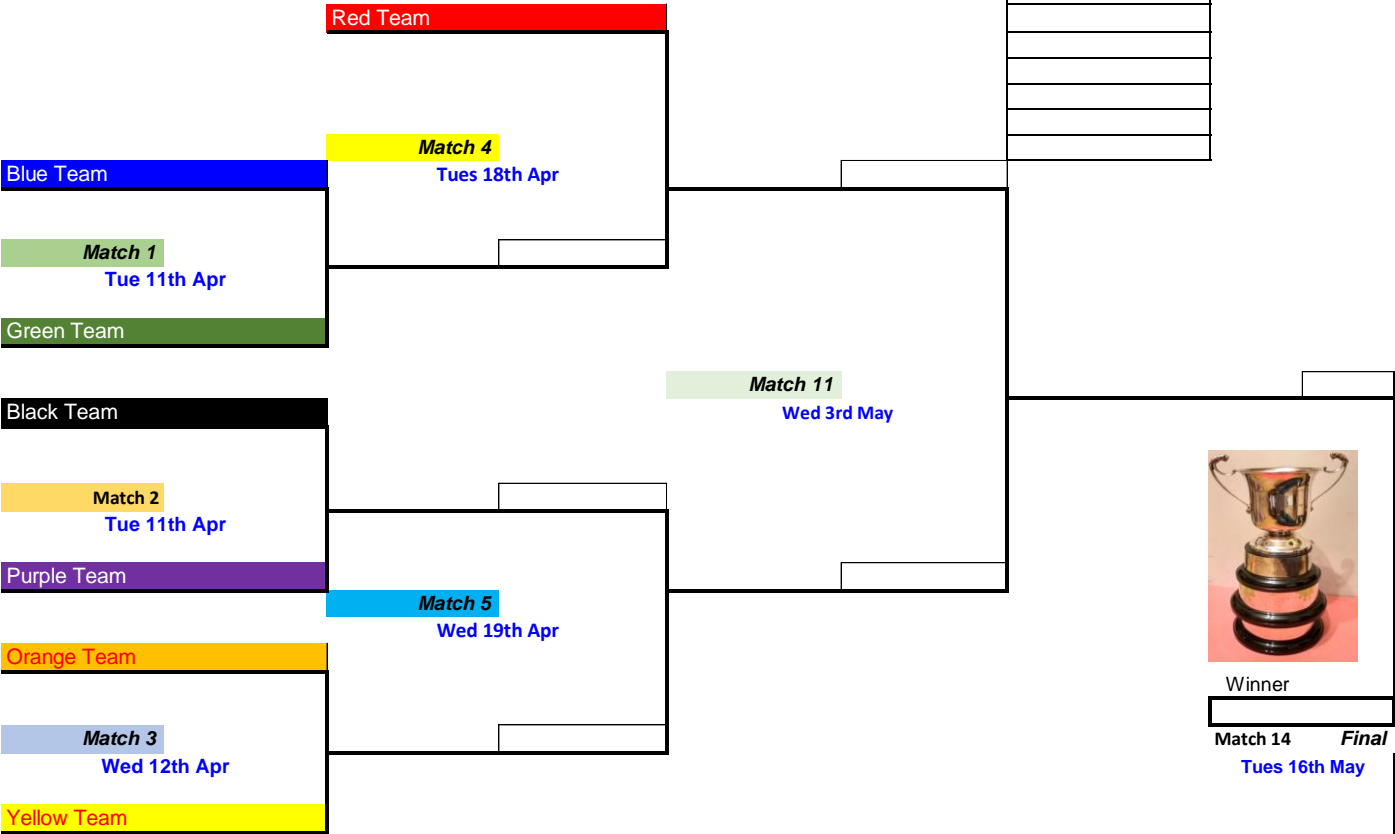 Red Team
Match 4
Tues 18th Apr
Blue Team
Match 1
Tue 11th Apr
Green Team
Match 11
Wed 3rd May
Black Team
Match 2
Tue 11th Apr
Purple Team
Match 5
Wed 19th Apr
Orange Team
Match 3
Wed 12th Apr
Yellow Team
Winner
Match 14 Final
Tues 16th May